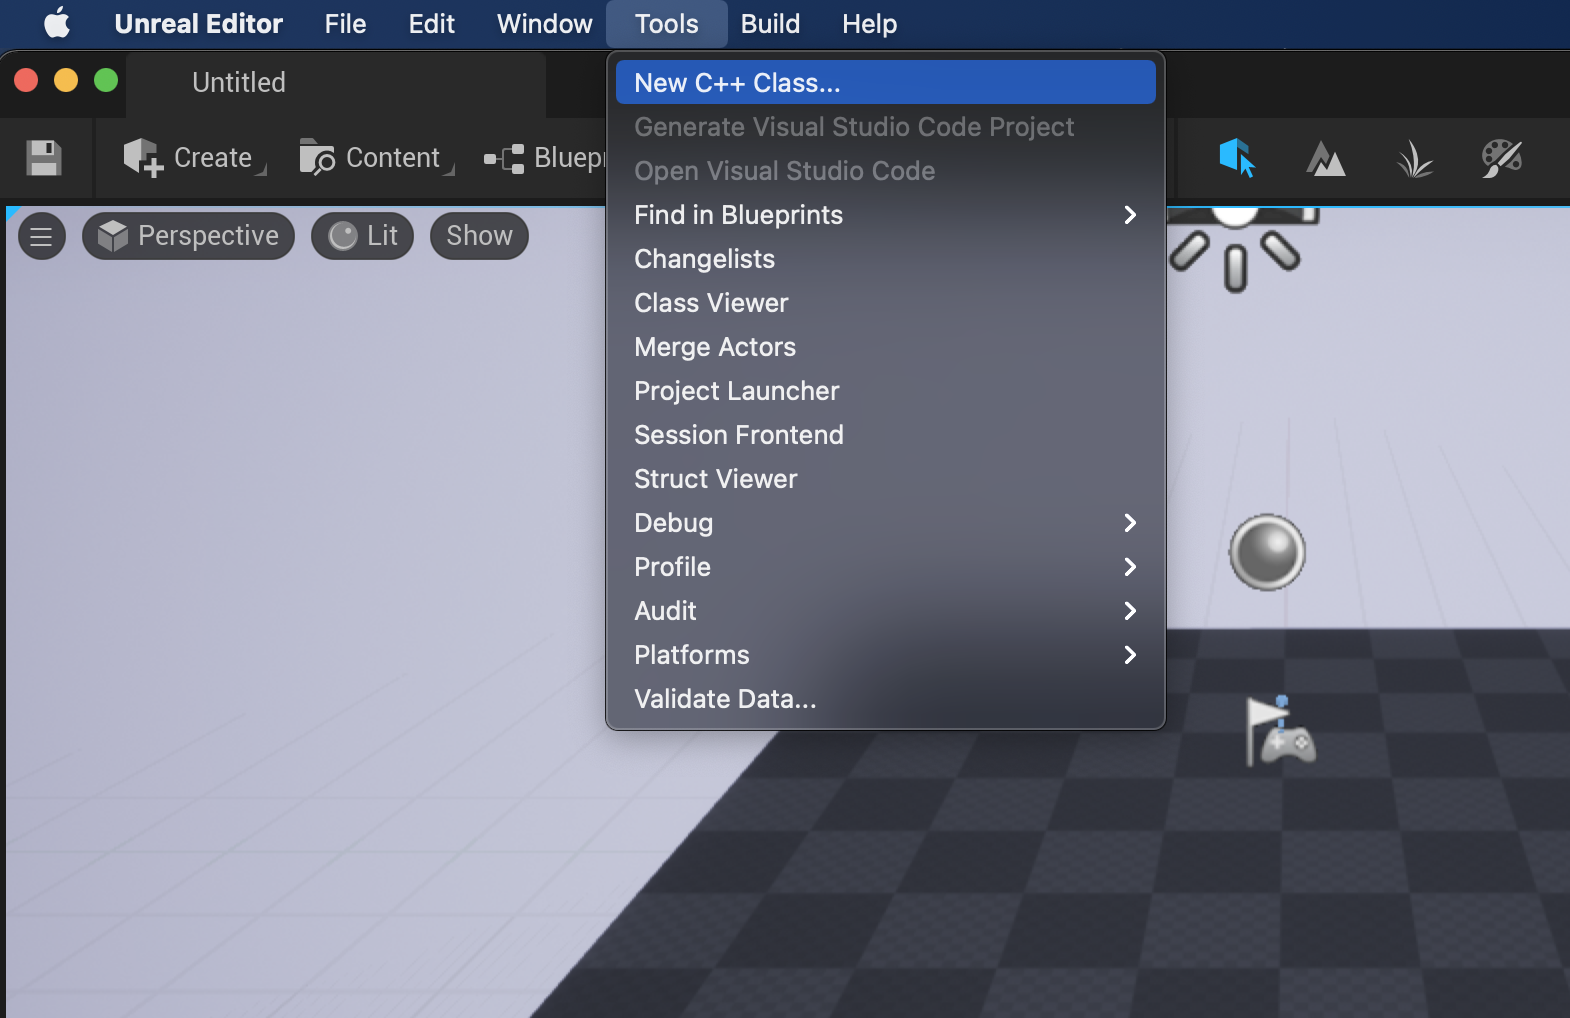 Unreal Editor File Edit Window Tools Build Help
Untitled
Create Content
Perspective Lit Show
New C++ Class...
Generate Visual Studio Code Project
Open Visual Studio Code
Find in Blueprints
Changelists
Class Viewer
Merge Actors
Project Launcher
Session Frontend
Struct Viewer
Debug
Profile
Audit
Platforms
Validate Data...